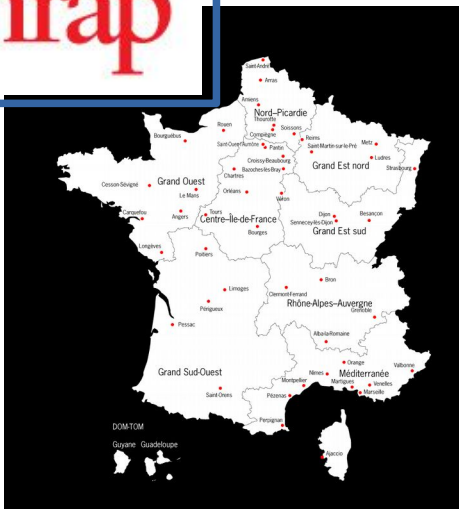 nrap
Saint-André
Arras
Amiens
Nord–Picardie
Thourotte
Rouen
Soissons
Compiègne
Reims
Bourguébus
Saint-Ouen-l'Aumône
Pantin
Saint-Martin-sur-le-Pré
Metz
Croissy-Beaubourg
Grand Est nord
Ludres
Bazoches-les-Bray
Chartres
Strasbourg
Cesson-Sévigné
Grand Ouest
Le Mans
Orléans
Carquefou
Angers
Tours
Centre–Île-de-France
Dijon
Besançon
Sennecey-lès-Dijon
Bourges
Grand Est sud
Longèves
Poitiers
Bron
Limoges
Clermont-Ferrand
Rhône-Alpes–Auvergne
Périgueux
Grenoble
Pessac
Alba-la-Romaine
Orange
Valbonne
Grand Sud-Ouest
Nîmes
Méditerranée
Montpellier
Martigues
Venelles
Saint-Orens
Pézenas
Marseille
Perpignan
DOM-TOM
Guyane Guadeloupe
Ajaccio